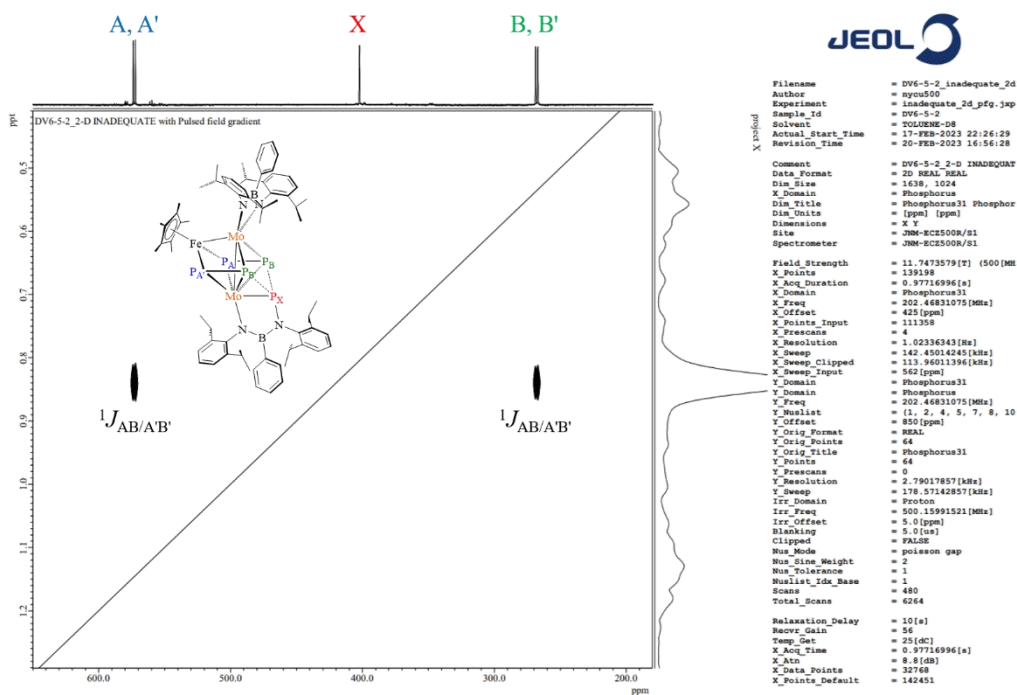 A, A'
X
B, B'
JEOL
ppt
DV6-5-2_2-D INADEQUATE with Pulsed field gradient
project X
0.5
0.6
0.7
0.8
0.9
1.0
1.1
1.2
B
N
N
Mo
Fe
P_A
P_B
P_A'
P_B'
Mo
P_X
N
B
N
¹J_AB/A'B'
¹J_AB/A'B'
600.0
500.0
400.0
300.0
200.0
ppm
Filename = DV6-5-2_inadequate_2d
Author = nycu500
Experiment = inadequate_2d_pfg.jxp
Sample_Id = DV6-5-2
Solvent = TOLUENE-D8
Actual_Start_Time = 17-FEB-2023 22:26:29
Revision_Time = 20-FEB-2023 16:56:28
Comment = DV6-5-2_2-D INADEQUAT
Data_Format = 2D REAL REAL
Dim_Size = 1638, 1024
X_Domain = Phosphorus
Dim_Title = Phosphorus31 Phosphor
Dim_Units = [ppm] [ppm]
Dimensions = X Y
Site = JNM-ECZ500R/S1
Spectrometer = JNM-ECZ500R/S1
Field_Strength = 11.7473579[T] (500[MH
X_Points = 139198
X_Acq_Duration = 0.97716996[s]
X_Domain = Phosphorus31
X_Freq = 202.46831075[MHz]
X_Offset = 425[ppm]
X_Points_Input = 111358
X_Prescans = 4
X_Resolution = 1.02336343[Hz]
X_Sweep = 142.45014245[kHz]
X_Sweep_Clipped = 113.96011396[kHz]
X_Sweep_Input = 562[ppm]
Y_Domain = Phosphorus31
Y_Domain = Phosphorus
Y_Freq = 202.46831075[MHz]
Y_Nuslist = (1, 2, 4, 5, 7, 8, 10
Y_Offset = 850[ppm]
Y_Orig_Format = REAL
Y_Orig_Points = 64
Y_Orig_Title = Phosphorus31
Y_Points = 64
Y_Prescans = 0
Y_Resolution = 2.79017857[kHz]
Y_Sweep = 178.57142857[kHz]
Irr_Domain = Proton
Irr_Freq = 500.15991521[MHz]
Irr_Offset = 5.0[ppm]
Blanking = 5.0[us]
Clipped = FALSE
Nus_Mode = poisson gap
Nus_Sine_Weight = 2
Nus_Tolerance = 1
Nuslist_Idx_Base = 1
Scans = 480
Total_Scans = 6264
Relaxation_Delay = 10[s]
Recvr_Gain = 56
Temp_Get = 25[dC]
X_Acq_Time = 0.97716996[s]
X_Atn = 8.8[dB]
X_Data_Points = 32768
X_Points_Default = 142451